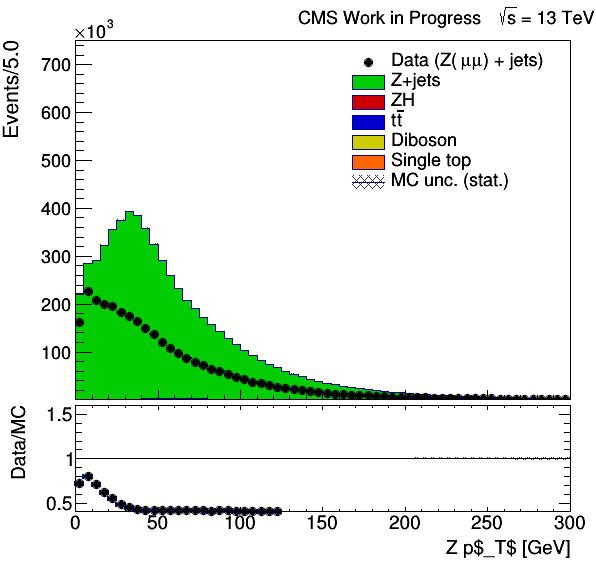 CMS Work in Progress √s = 13 TeV
×10³
Events/5.0
700
600
500
400
300
200
100
Data (Z(μμ) + jets)
Z+jets
ZH
tt̅
Diboson
Single top
MC unc. (stat.)
Data/MC
1.5
1
0.5
0 50 100 150 200 250 300
Z p$_T$ [GeV]